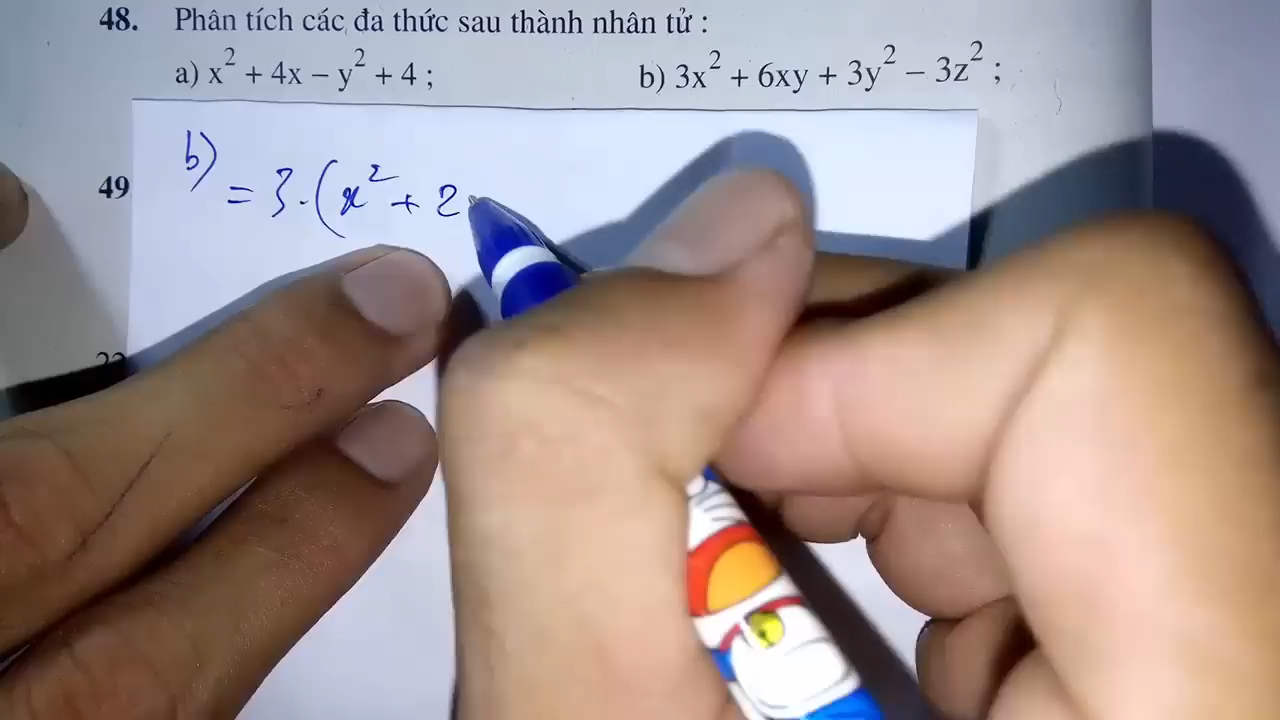 48. Phân tích các đa thức sau thành nhân tử :
a) x² + 4x – y² + 4 ; b) 3x² + 6xy + 3y² – 3z² ;
b)
49
= 3.(x² + 2